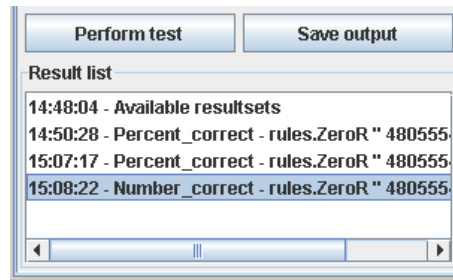 Perform test
Save output
Result list
14:48:04 - Available resultsets
14:50:28 - Percent_correct - rules.ZeroR '' 480555
15:07:17 - Percent_correct - rules.ZeroR '' 480555
15:08:22 - Number_correct - rules.ZeroR '' 480555